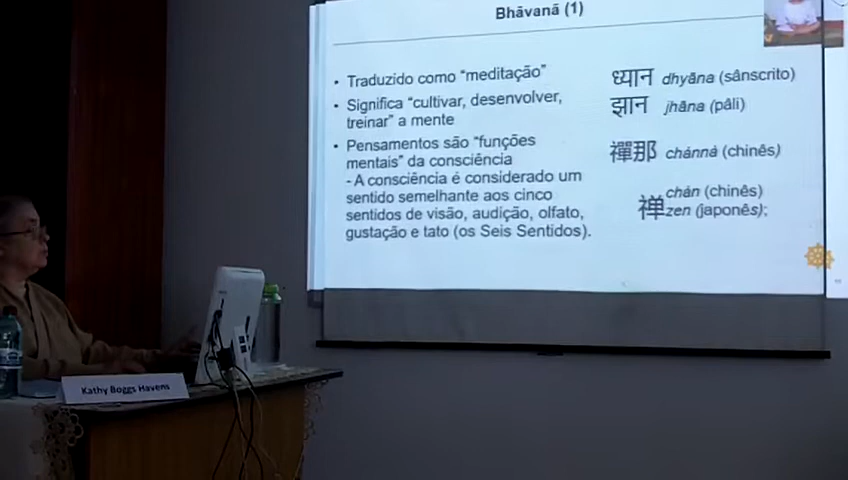 Bhāvanā (1)
• Traduzido como “meditação”
• Significa “cultivar, desenvolver,
treinar” a mente
• Pensamentos são “funções
mentais” da consciência
- A consciência é considerado um
sentido semelhante aos cinco
sentidos de visão, audição, olfato,
gustação e tato (os Seis Sentidos).
ध्यान dhyāna (sânscrito)
झान jhāna (pâli)
禪那 chánnà (chinês)
禅 chán (chinês)
zen (japonês);
Kathy Boggs Havens